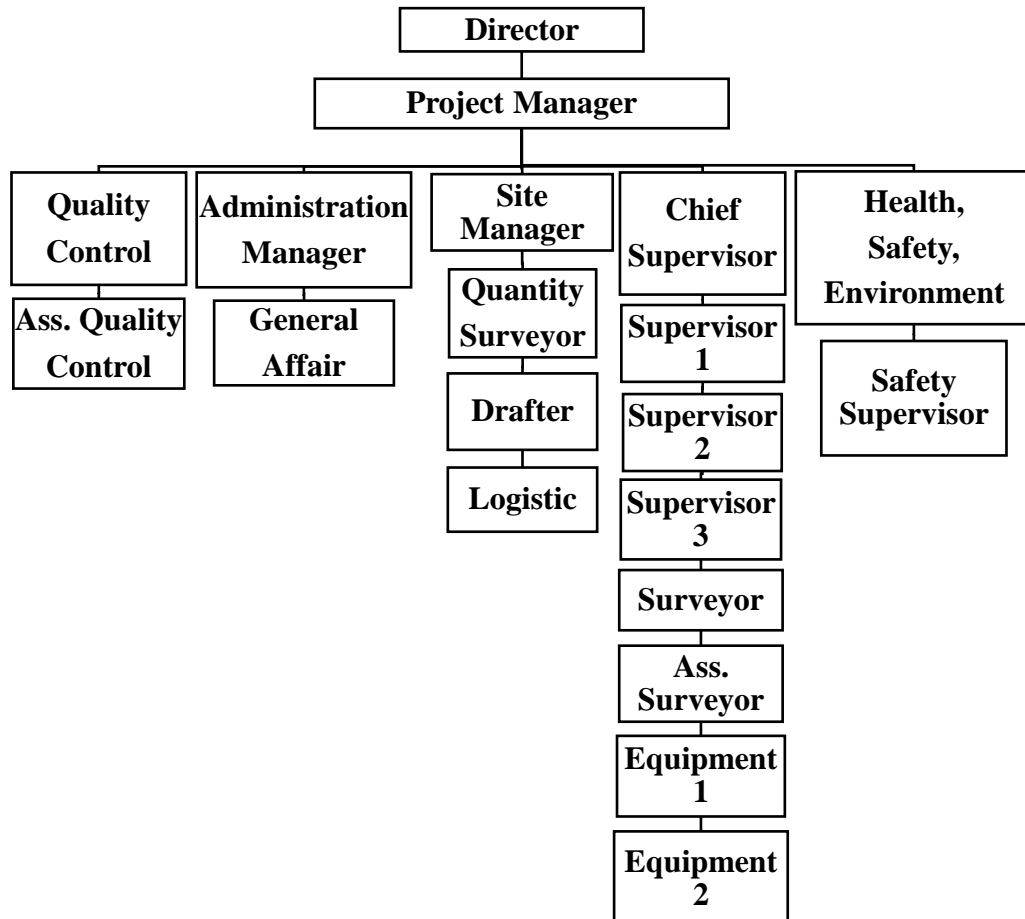 Director
Project Manager
Quality
Control
Ass. Quality
Control
Administration
Manager
General
Affair
Site
Manager
Quantity
Surveyor
Drafter
Logistic
Chief
Supervisor
Supervisor
1
Supervisor
2
Supervisor
3
Surveyor
Ass.
Surveyor
Equipment
1
Equipment
2
Health,
Safety,
Environment
Safety
Supervisor